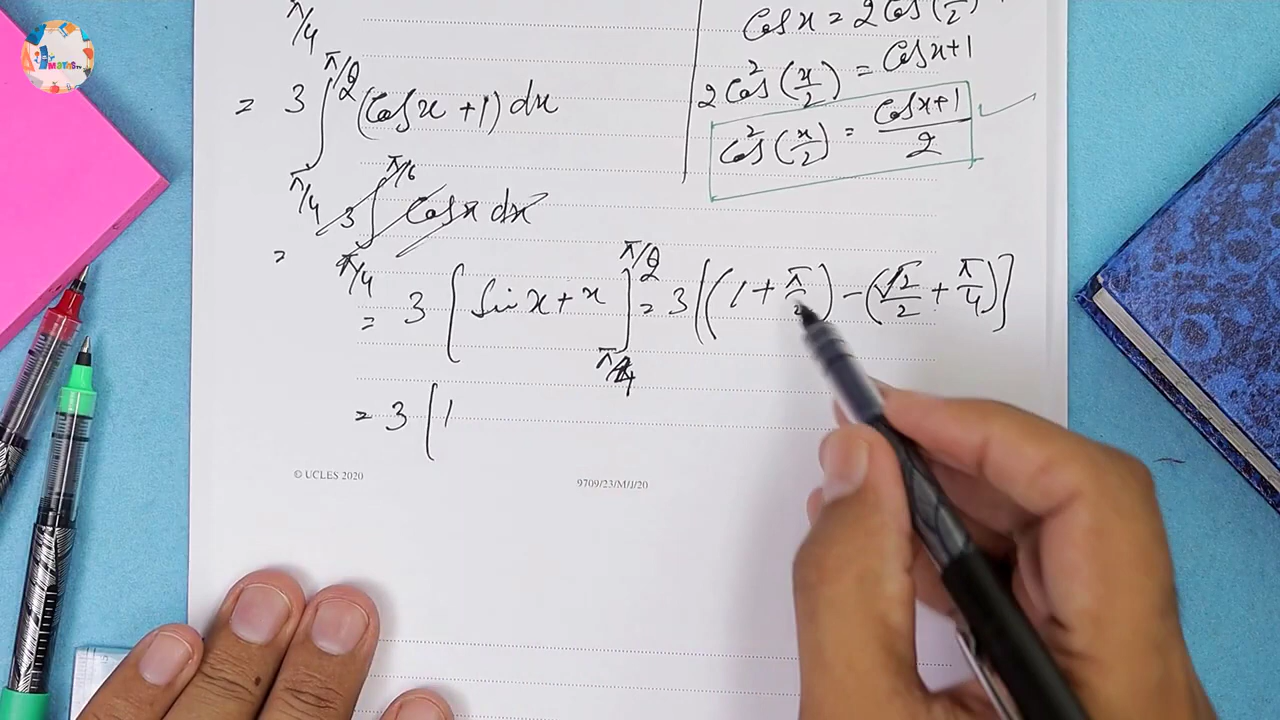 π/4
= 3 ∫ π/2 π/4 (Cos x + 1) dx
Cos x = 2 Cos (x/2)
2 Cos² (x/2) = Cos x + 1
Cos² (x/2) = (Cos x + 1)/2
= 3 ∫ π/6 π/4 Cos x dx
= 3 [Sin x + x] π/2 π/4 = 3 [(1 + π/2) − (√2/2 + π/4)]
= 3 [1
© UCLES 2020
9709/23/M/J/20
MATHS